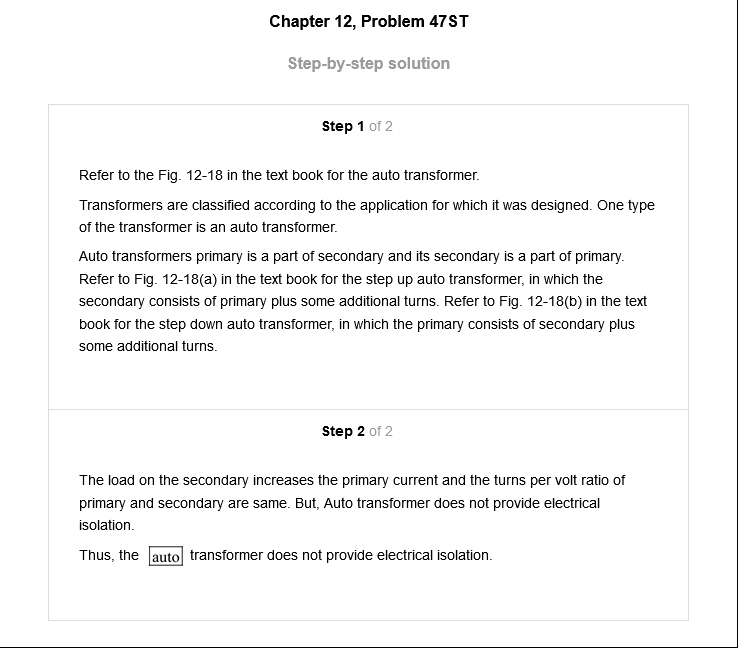 Chapter 12, Problem 47ST
Step-by-step solution
Step 1 of 2
Refer to the Fig. 12-18 in the text book for the auto transformer.
Transformers are classified according to the application for which it was designed. One type
of the transformer is an auto transformer.
Auto transformers primary is a part of secondary and its secondary is a part of primary.
Refer to Fig. 12-18(a) in the text book for the step up auto transformer, in which the
secondary consists of primary plus some additional turns. Refer to Fig. 12-18(b) in the text
book for the step down auto transformer, in which the primary consists of secondary plus
some additional turns.
Step 2 of 2
The load on the secondary increases the primary current and the turns per volt ratio of
primary and secondary are same. But, Auto transformer does not provide electrical
isolation.
Thus, the auto transformer does not provide electrical isolation.